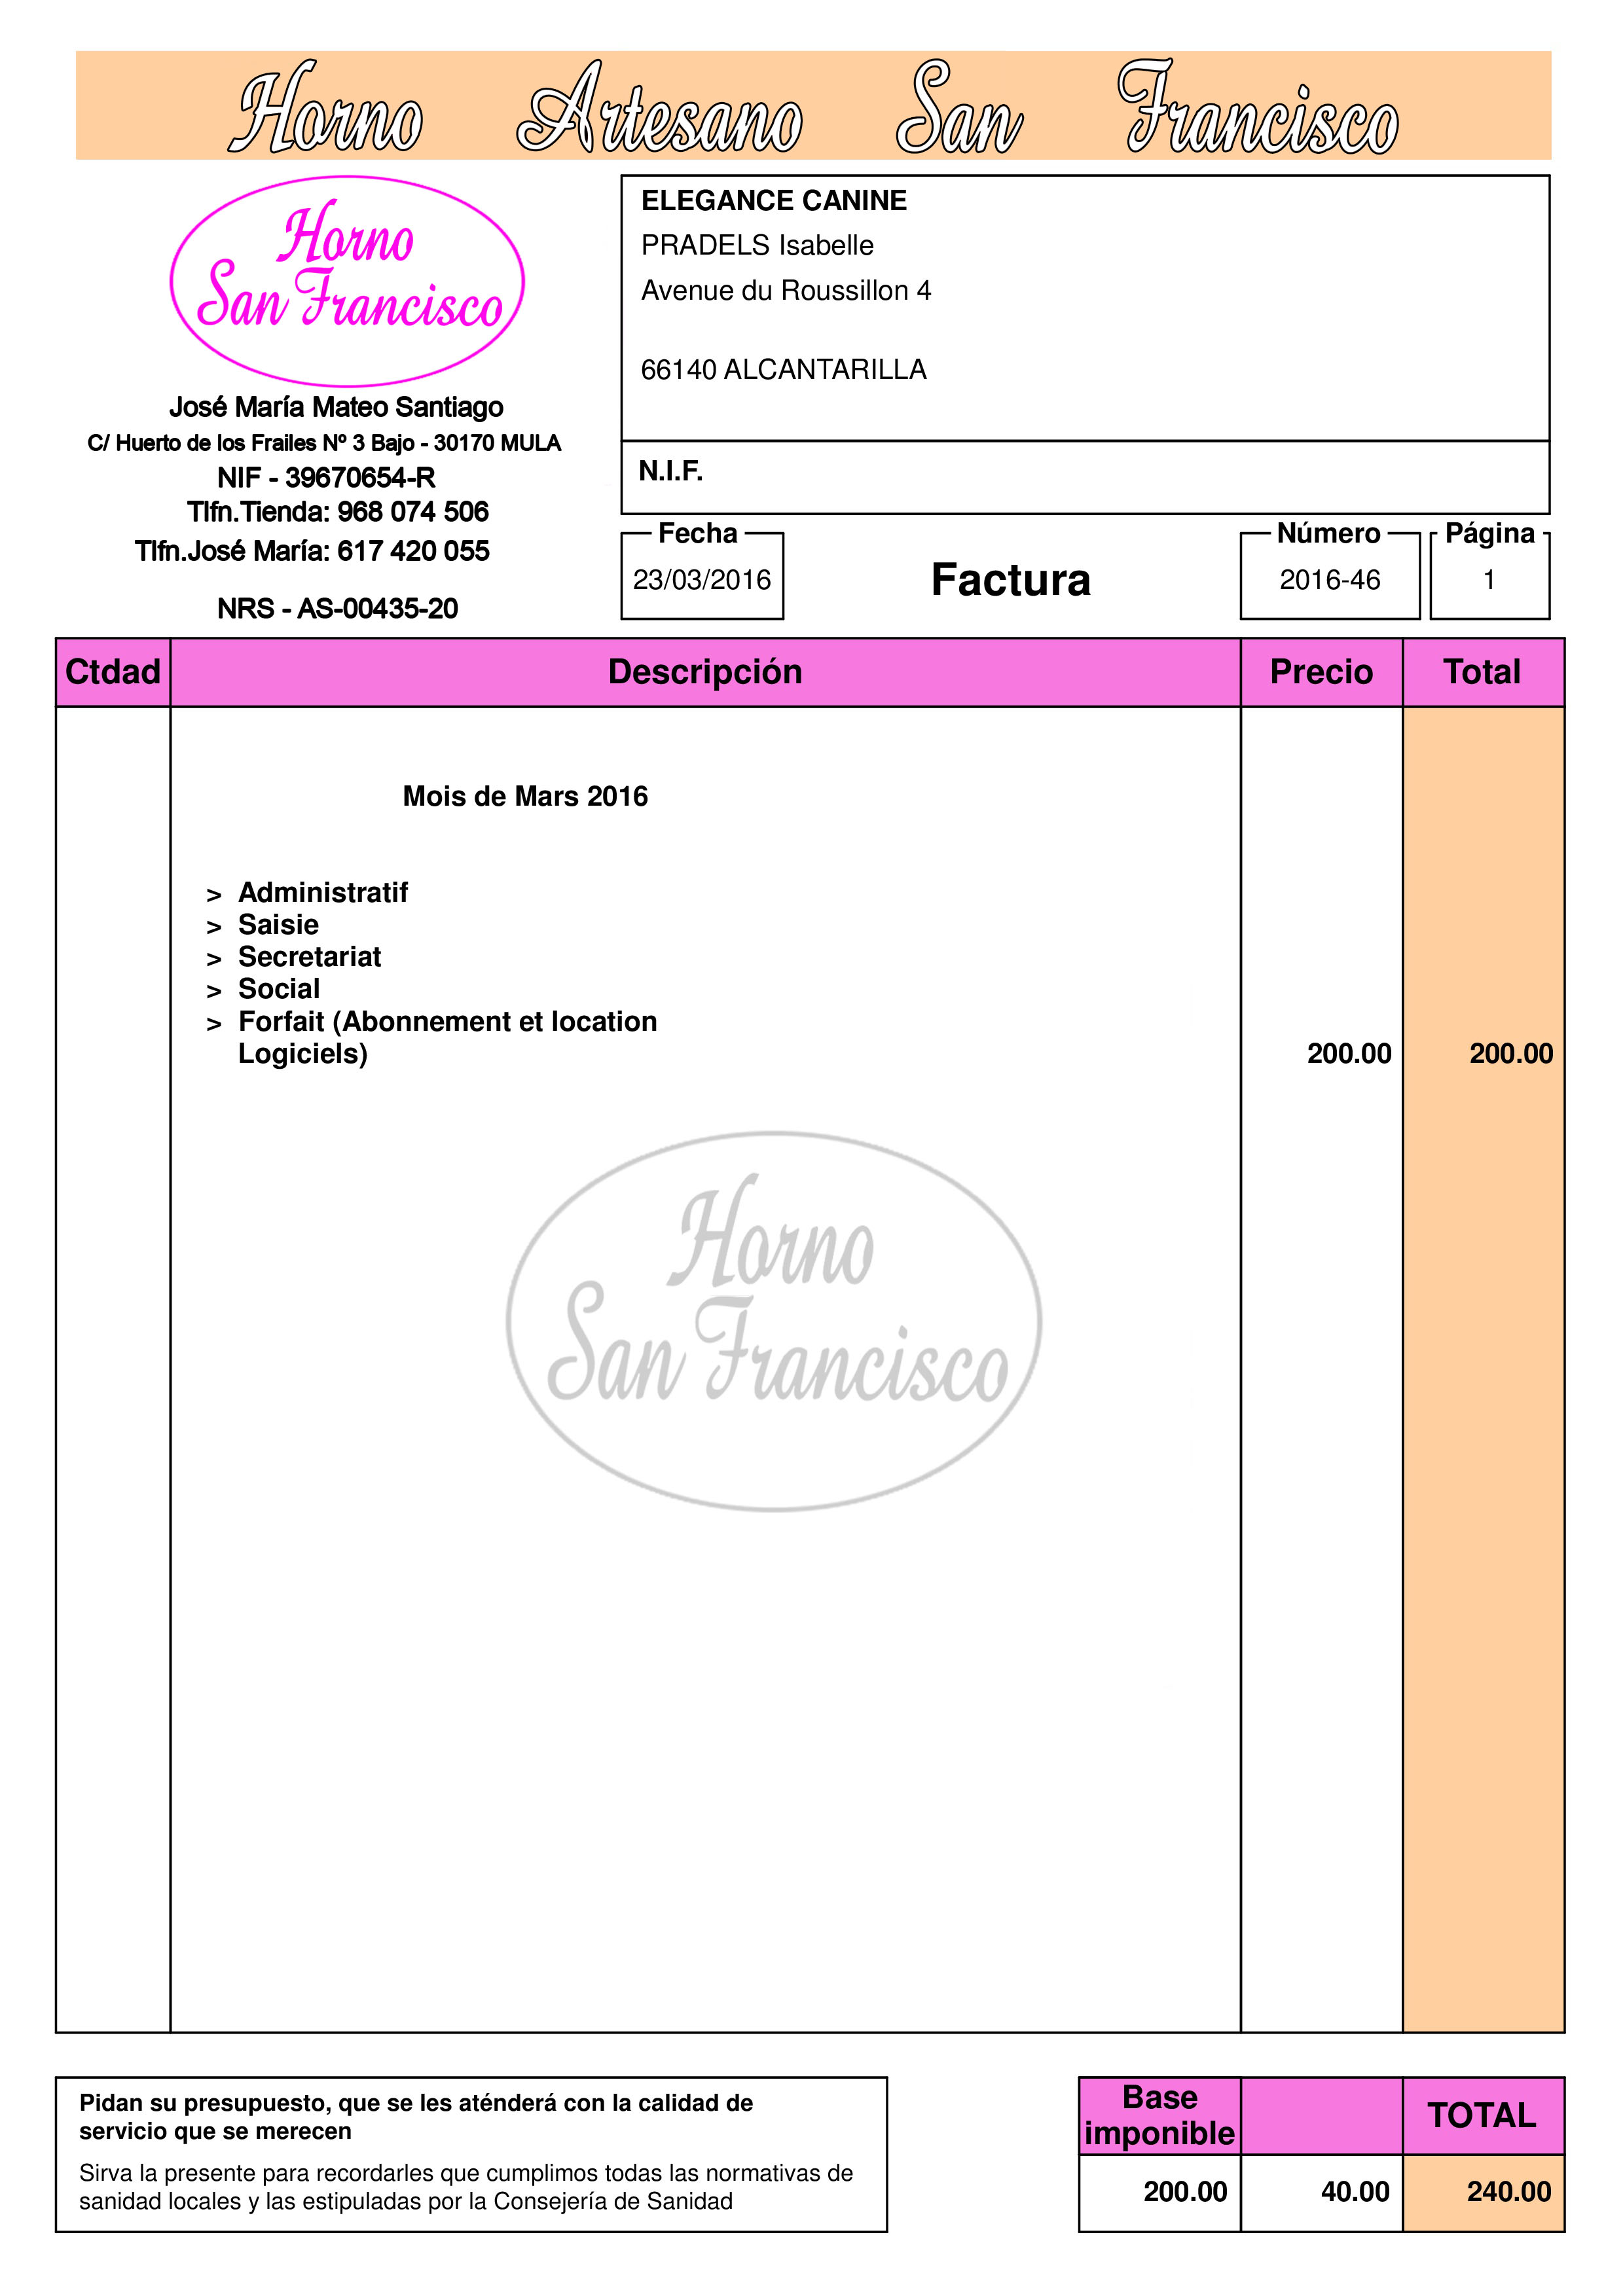 Horno Artesano San Francisco
Horno
San Francisco
José María Mateo Santiago
C/ Huerto de los Frailes Nº 3 Bajo - 30170 MULA
NIF - 39670654-R
Tlfn.Tienda: 968 074 506
Tlfn.José María: 617 420 055
NRS - AS-00435-20
ELEGANCE CANINE
PRADELS Isabelle
Avenue du Roussillon 4
66140 ALCANTARILLA
N.I.F.
Fecha
23/03/2016
Factura
Número
2016-46
Página
1
Ctdad Descripción Precio Total
Mois de Mars 2016
> Administratif
> Saisie
> Secretariat
> Social
> Forfait (Abonnement et location
Logiciels) 200.00 200.00
Horno
San Francisco
Pidan su presupuesto, que se les aténderá con la calidad de
servicio que se merecen
Sirva la presente para recordarles que cumplimos todas las normativas de
sanidad locales y las estipuladas por la Consejería de Sanidad
Base
imponible
TOTAL
200.00 40.00 240.00